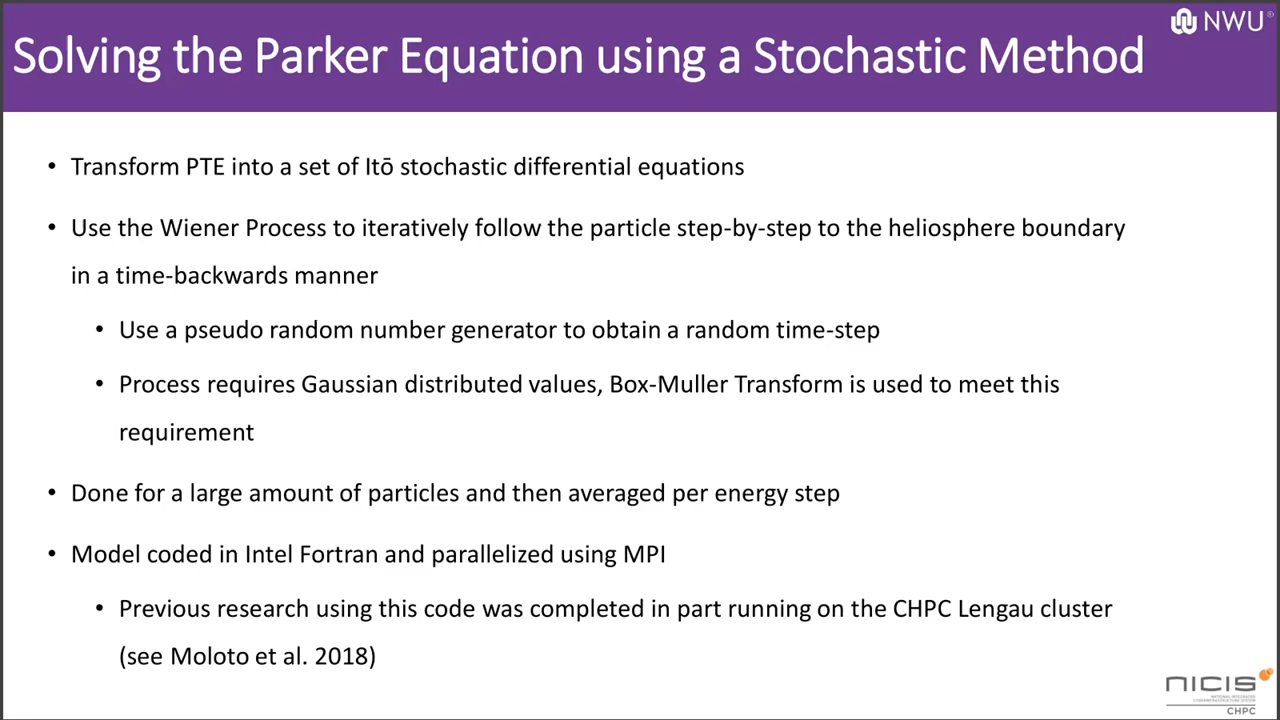 NWU®
Solving the Parker Equation using a Stochastic Method
• Transform PTE into a set of Itō stochastic differential equations
• Use the Wiener Process to iteratively follow the particle step-by-step to the heliosphere boundary
in a time-backwards manner
• Use a pseudo random number generator to obtain a random time-step
• Process requires Gaussian distributed values, Box-Muller Transform is used to meet this
requirement
• Done for a large amount of particles and then averaged per energy step
• Model coded in Intel Fortran and parallelized using MPI
• Previous research using this code was completed in part running on the CHPC Lengau cluster
(see Moloto et al. 2018)
NICIS
NATIONAL INTEGRATED
CYBERINFRASTRUCTURE SYSTEM
CHPC